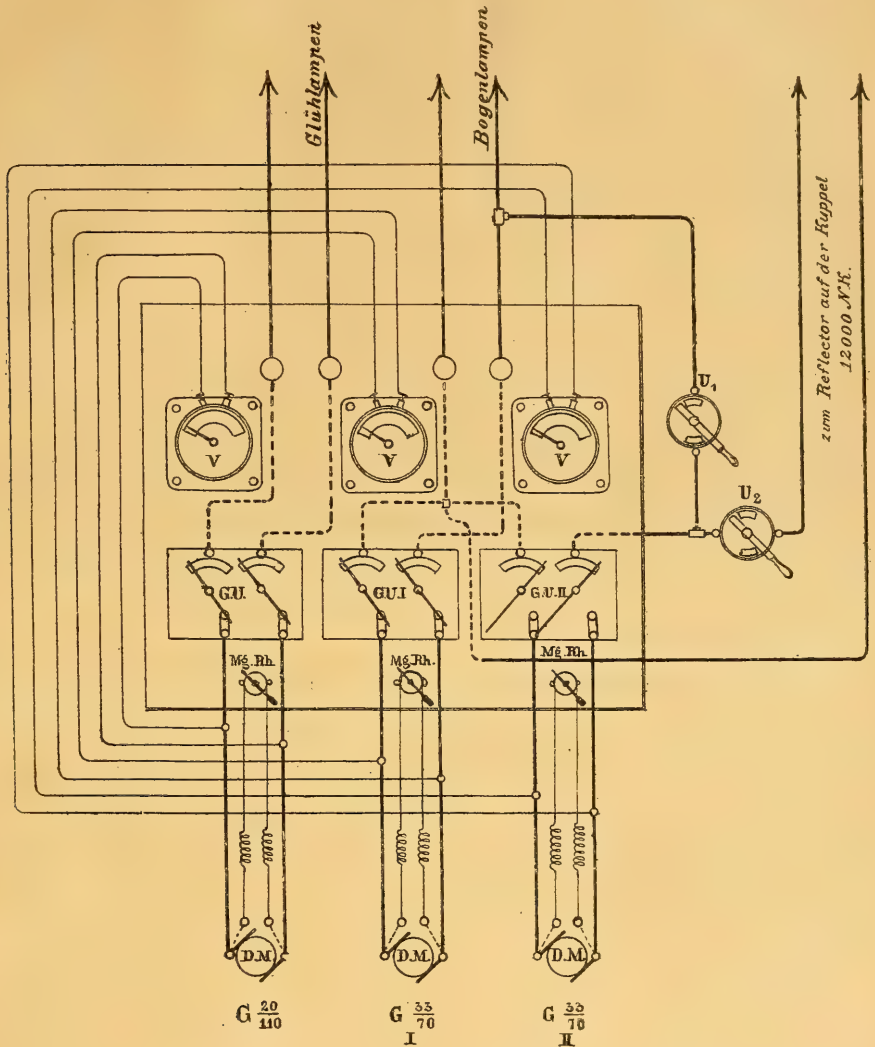 Glühlampen
Bogenlampen
zum Reflector auf der Kuppel
12000 NK.
U₁
U₂
V
V
V
G.U.
G.U.I
G.U.II.
Mg.Rh.
Mg.Rh.
Mg.Rh.
D.M.
D.M.
D.M.
G 20/110
G 33/70
I
G 33/70
II